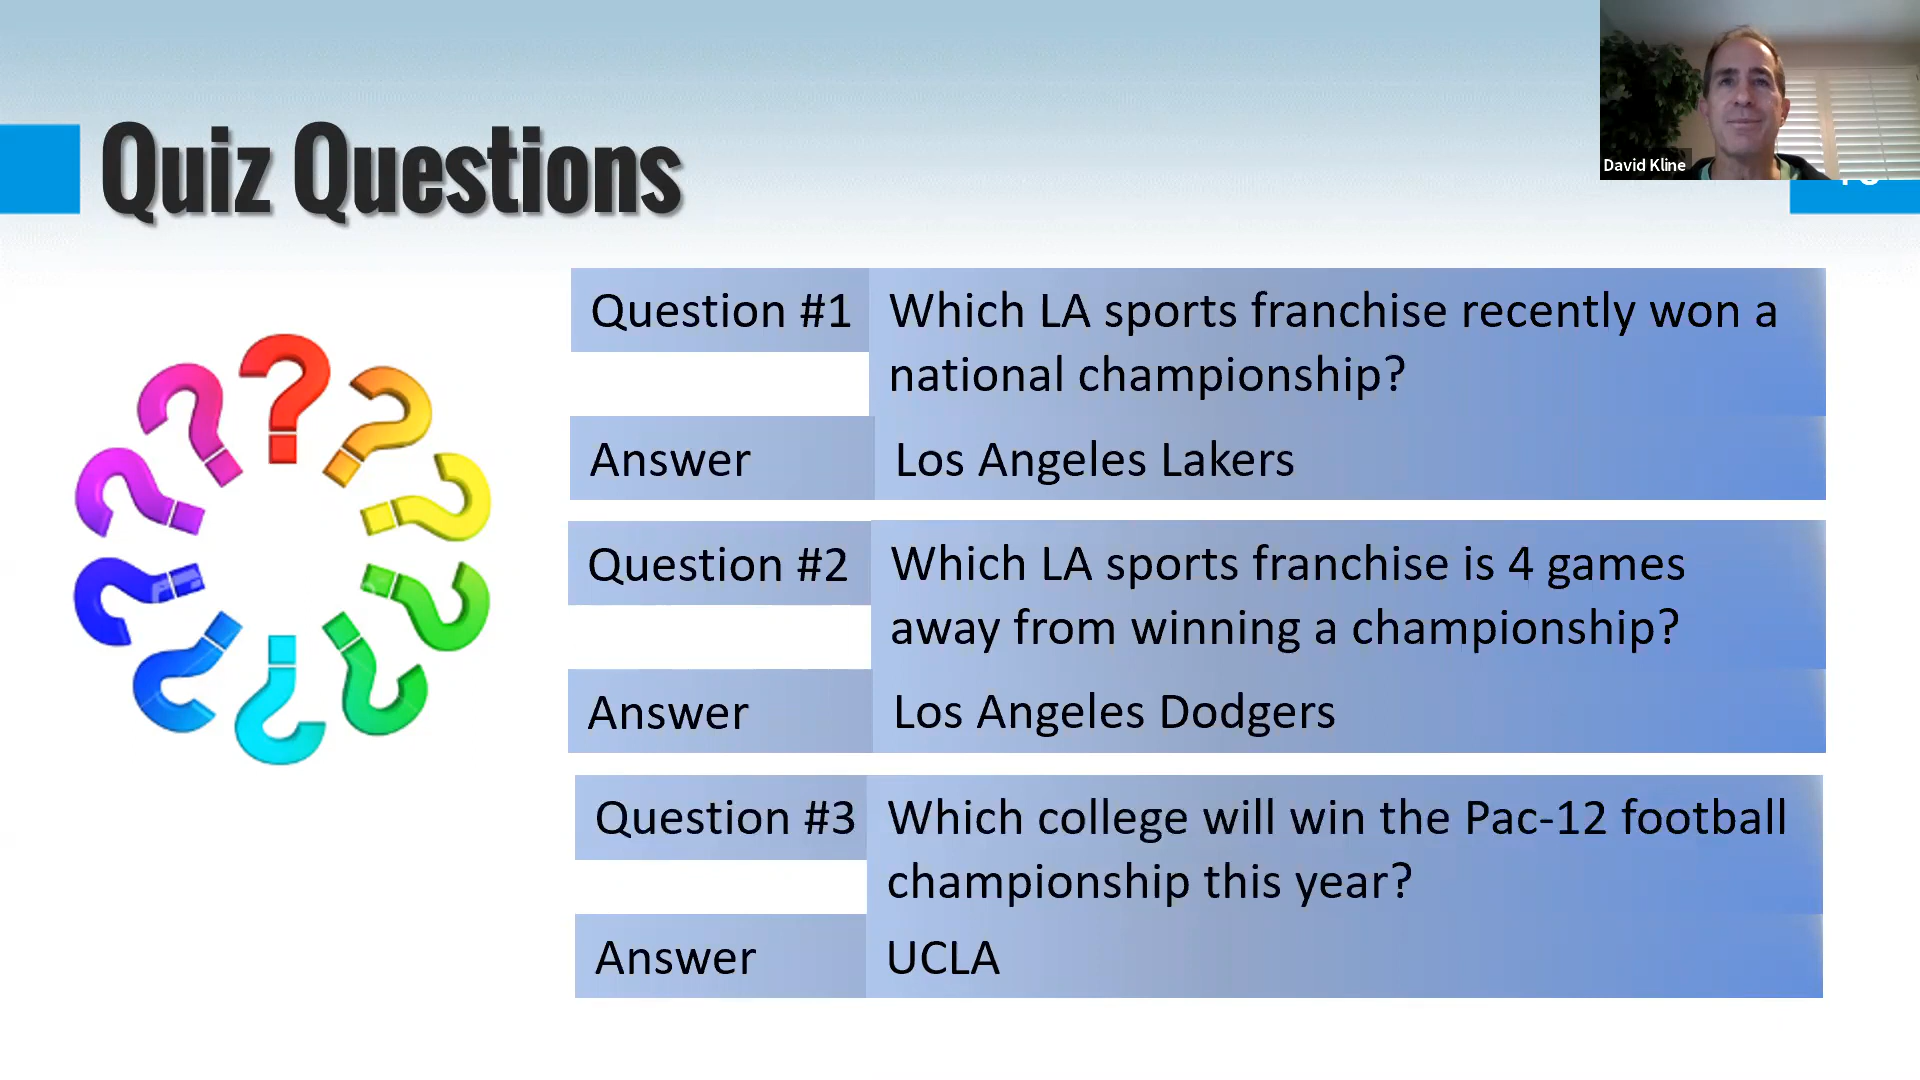 David Kline
Quiz Questions
Question #1
Which LA sports franchise recently won a
national championship?
Answer
Los Angeles Lakers
Question #2
Which LA sports franchise is 4 games
away from winning a championship?
Answer
Los Angeles Dodgers
Question #3
Which college will win the Pac-12 football
championship this year?
Answer
UCLA